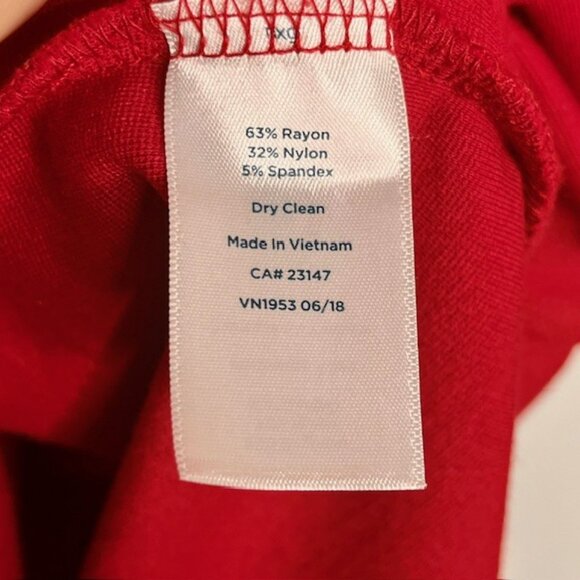 63% Rayon
32% Nylon
5% Spandex
Dry Clean
Made In Vietnam
CA# 23147
VN1953 06/18